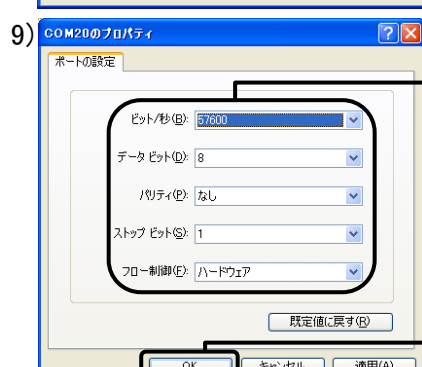 9)
COM20のプロパティ
ポートの設定
ビット/秒(B): 57600
データ ビット(D): 8
パリティ(P): なし
ストップ ビット(S): 1
フロー制御(F): ハードウェア
既定値に戻す(R)
OK キャンセル 適用(A)